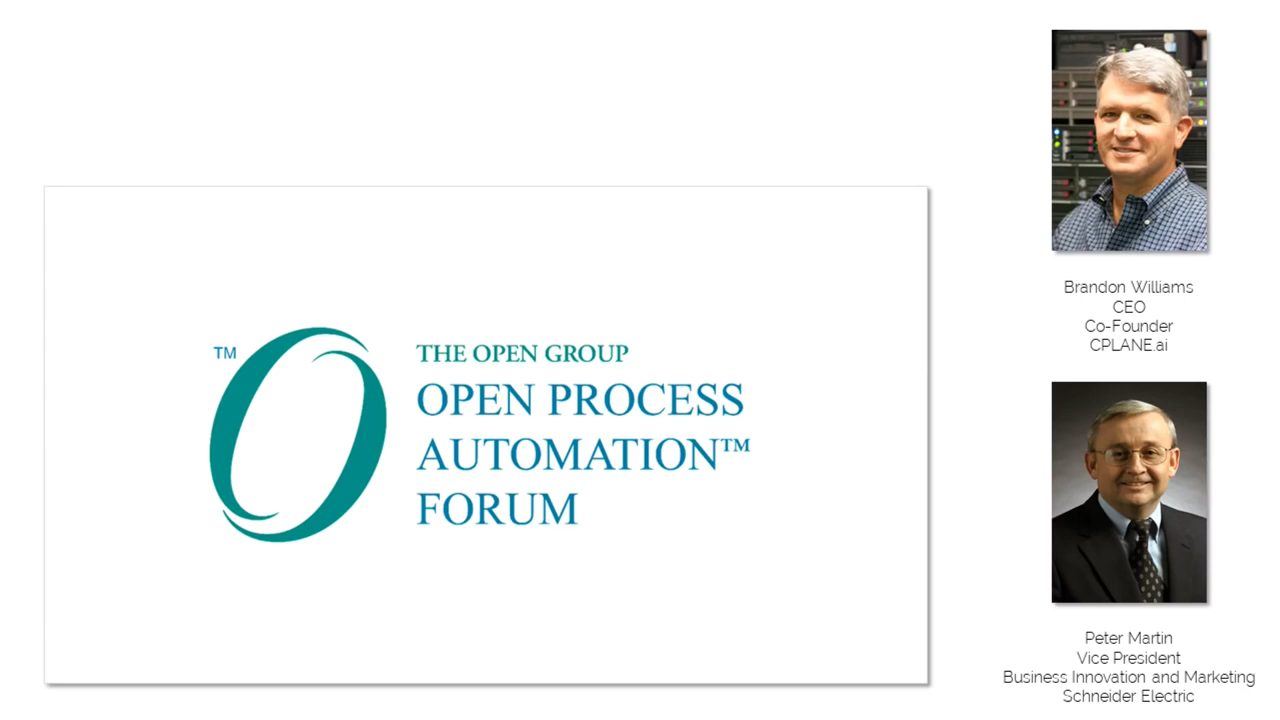 TM
THE OPEN GROUP
OPEN PROCESS
AUTOMATION™
FORUM
Brandon Williams
CEO
Co-Founder
CPLANE.ai
Peter Martin
Vice President
Business Innovation and Marketing
Schneider Electric